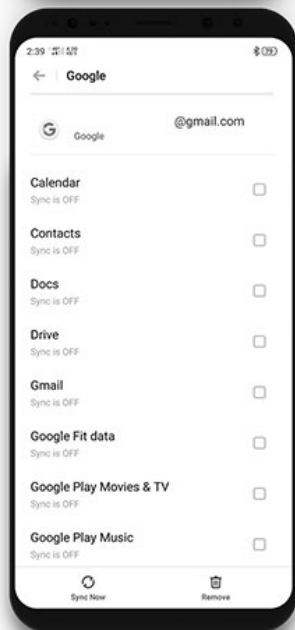 2:39
Google
@gmail.com
Google
Calendar
Sync is OFF
Contacts
Sync is OFF
Docs
Sync is OFF
Drive
Sync is OFF
Gmail
Sync is OFF
Google Fit data
Sync is OFF
Google Play Movies & TV
Sync is OFF
Google Play Music
Sync is OFF
Sync Now
Remove